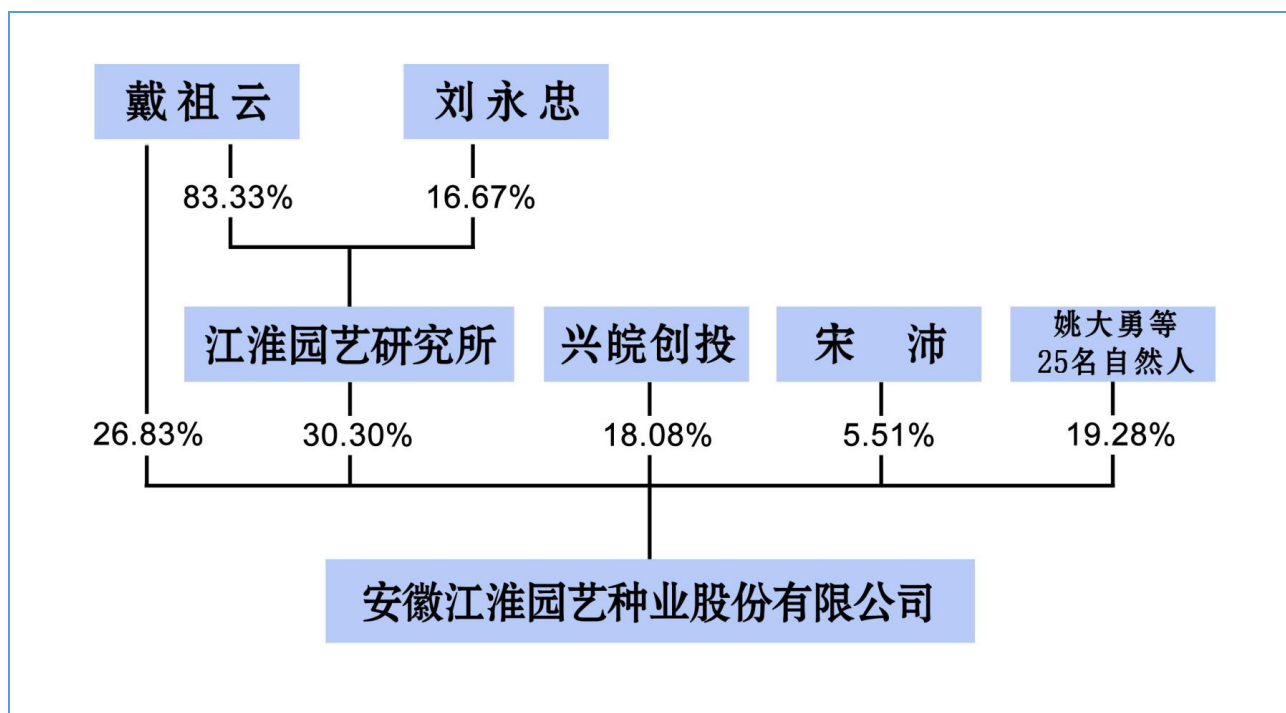 戴祖云
刘永忠
83.33%
16.67%
江淮园艺研究所
兴皖创投
宋 沛
姚大勇等
25名自然人
26.83%
30.30%
18.08%
5.51%
19.28%
安徽江淮园艺种业股份有限公司